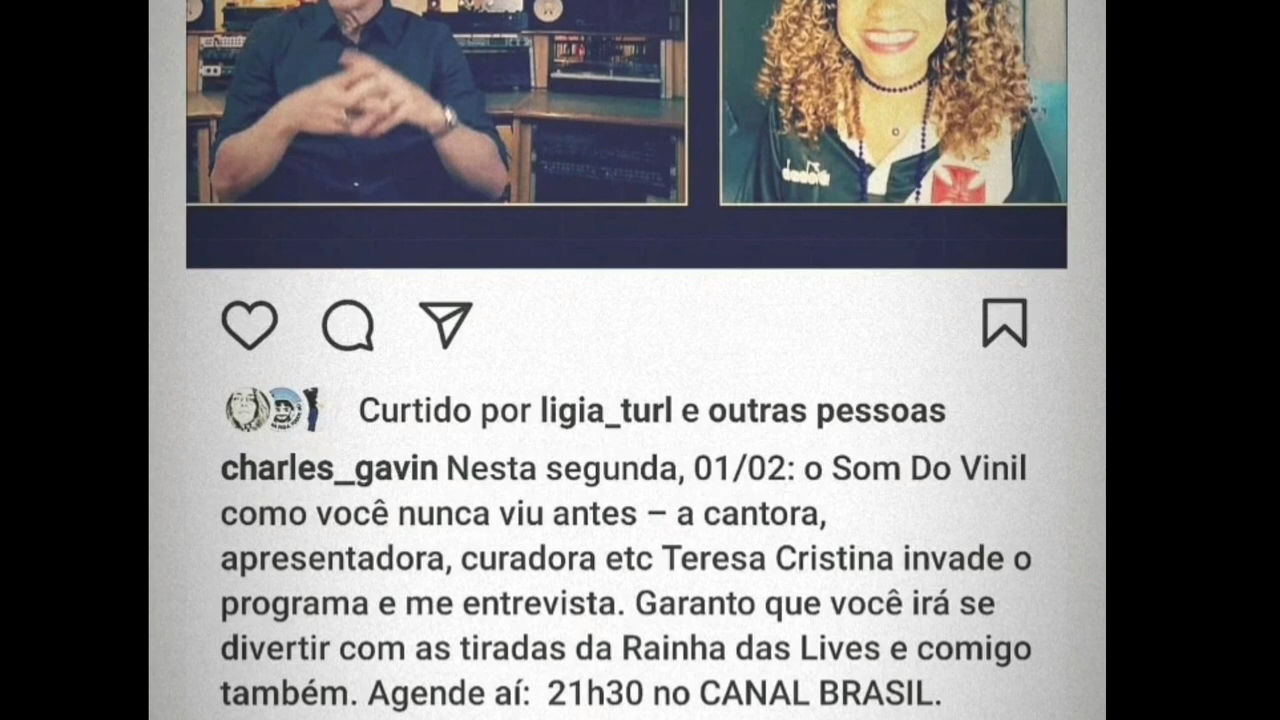 diadora
Curtido por ligia_turl e outras pessoas
charles_gavin Nesta segunda, 01/02: o Som Do Vinil
como você nunca viu antes – a cantora,
apresentadora, curadora etc Teresa Cristina invade o
programa e me entrevista. Garanto que você irá se
divertir com as tiradas da Rainha das Lives e comigo
também. Agende aí: 21h30 no CANAL BRASIL.